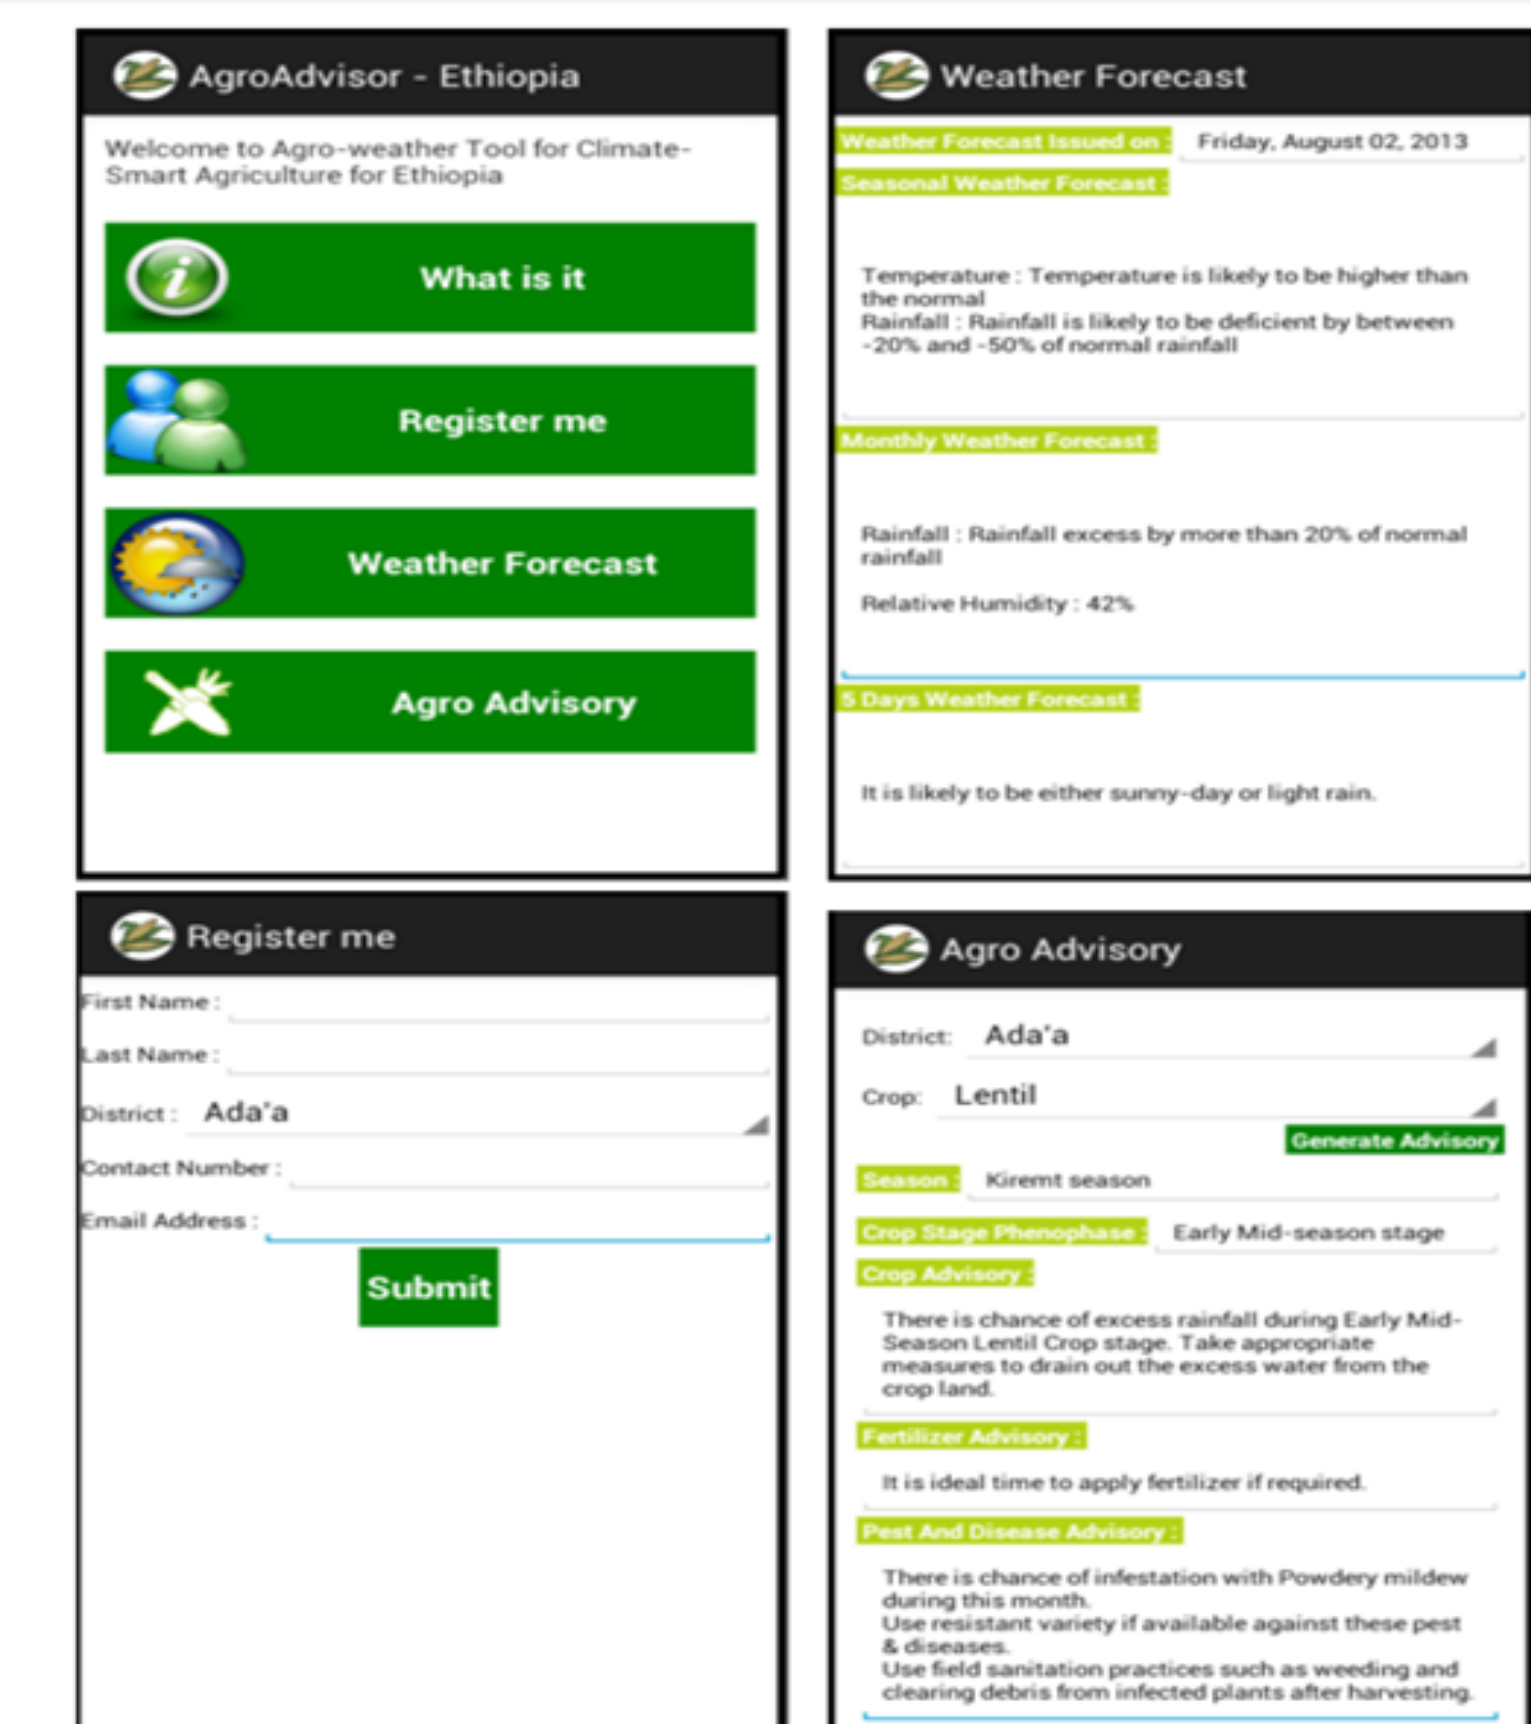 AgroAdvisor - Ethiopia
Welcome to Agro-weather Tool for Climate-
Smart Agriculture for Ethiopia
What is it
Register me
Weather Forecast
Agro Advisory
Weather Forecast
Weather Forecast Issued on : Friday, August 02, 2013
Seasonal Weather Forecast :
Temperature : Temperature is likely to be higher than
the normal
Rainfall : Rainfall is likely to be deficient by between
-20% and -50% of normal rainfall
Monthly Weather Forecast :
Rainfall : Rainfall excess by more than 20% of normal
rainfall
Relative Humidity : 42%
5 Days Weather Forecast :
It is likely to be either sunny-day or light rain.
Register me
First Name :
Last Name :
District : Ada'a
Contact Number :
Email Address :
Submit
Agro Advisory
District: Ada'a
Crop: Lentil
Generate Advisory
Season : Kiremt season
Crop Stage Phenophase : Early Mid-season stage
Crop Advisory :
There is chance of excess rainfall during Early Mid-
Season Lentil Crop stage. Take appropriate
measures to drain out the excess water from the
crop land.
Fertilizer Advisory :
It is ideal time to apply fertilizer if required.
Pest And Disease Advisory :
There is chance of infestation with Powdery mildew
during this month.
Use resistant variety if available against these pest
& diseases.
Use field sanitation practices such as weeding and
clearing debris from infected plants after harvesting.